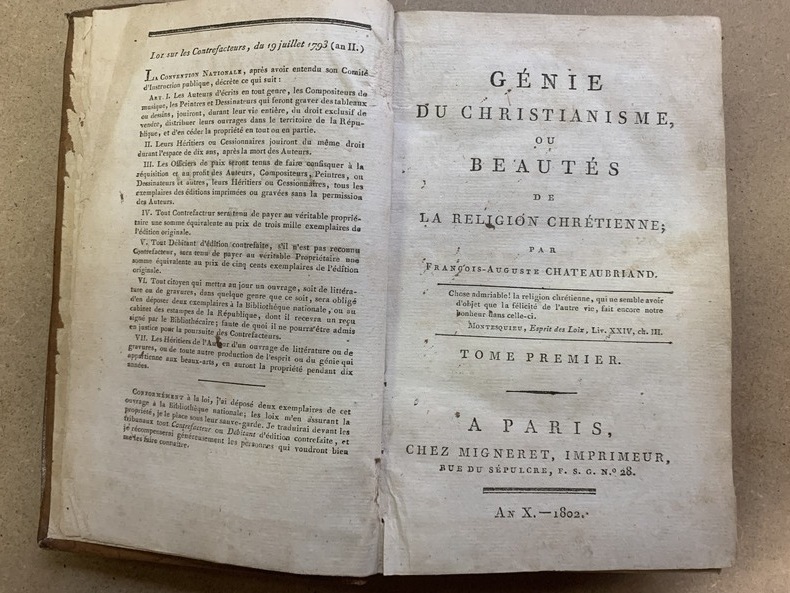 Loi sur les Contrefacteurs, du 19 juillet 1793 (an II.)
La Convention Nationale, après avoir entendu son Comité
d'Instruction publique, décrète ce qui suit :
Art. I. Les Auteurs d'écrits en tout genre, les Compositeurs de
musique, les Peintres et Dessinateurs qui feront graver des tableaux
ou dessins, jouiront, durant leur vie entière, du droit exclusif de
vendre, distribuer leurs ouvrages dans le territoire de la Répu-
blique, et d'en céder la propriété en tout ou en partie.
II. Leurs Héritiers ou Cessionnaires jouiront du même droit
durant l'espace de dix ans, après la mort des Auteurs.
III. Les Officiers de paix seront tenus de faire confisquer à la
réquisition et au profit des Auteurs, Compositeurs, Peintres, ou
Dessinateurs et autres, leurs Héritiers ou Cessionnaires, tous les
exemplaires des éditions imprimées ou gravées sans la permission
des Auteurs.
IV. Tout Contrefacteur sera tenu de payer au véritable proprié-
taire une somme équivalente au prix de trois mille exemplaires de
l'édition originale.
V. Tout Débitant d'édition contrefaite, s'il n'est pas reconnu
Contrefacteur, sera tenu de payer au véritable Propriétaire une
somme équivalente au prix de cinq cents exemplaires de l'édition
originale.
VI. Tout citoyen qui mettra au jour un ouvrage, soit de littéra-
ture ou de gravures, dans quelque genre que ce soit, sera obligé
d'en déposer deux exemplaires à la Bibliothèque nationale, ou au
cabinet des estampes de la République, dont il recevra un reçu
signé par le Bibliothécaire ; faute de quoi il ne pourra être admis
en justice pour la poursuite des Contrefacteurs.
VII. Les Héritiers de l'Auteur d'un ouvrage de littérature ou de
gravures, ou de toute autre production de l'esprit ou du génie qui
appartienne aux beaux-arts, en auront la propriété pendant dix
années.
Conformément à la loi, j'ai déposé deux exemplaires de cet
ouvrage à la Bibliothèque nationale ; les loix m'en assurant la
propriété, je le place sous leur sauve-garde. Je traduirai devant les
tribunaux tout Contrefacteur ou Débitant d'édition contrefaite, et
je récompenserai généreusement les personnes qui voudront bien
me les faire connaître.
GÉNIE
DU CHRISTIANISME,
OU
BEAUTÉS
DE
LA RELIGION CHRÉTIENNE;
PAR
François-Auguste CHATEAUBRIAND.
Chose admirable! la religion chrétienne, qui ne semble avoir
d'objet que la félicité de l'autre vie, fait encore notre
bonheur dans celle-ci.
Montesquieu, Esprit des Loix, Liv. XXIV, ch. III.
TOME PREMIER.
A PARIS,
CHEZ MIGNERET, IMPRIMEUR,
RUE DU SÉPULCRE, F. S. G. N.º 28.
An X.—1802.